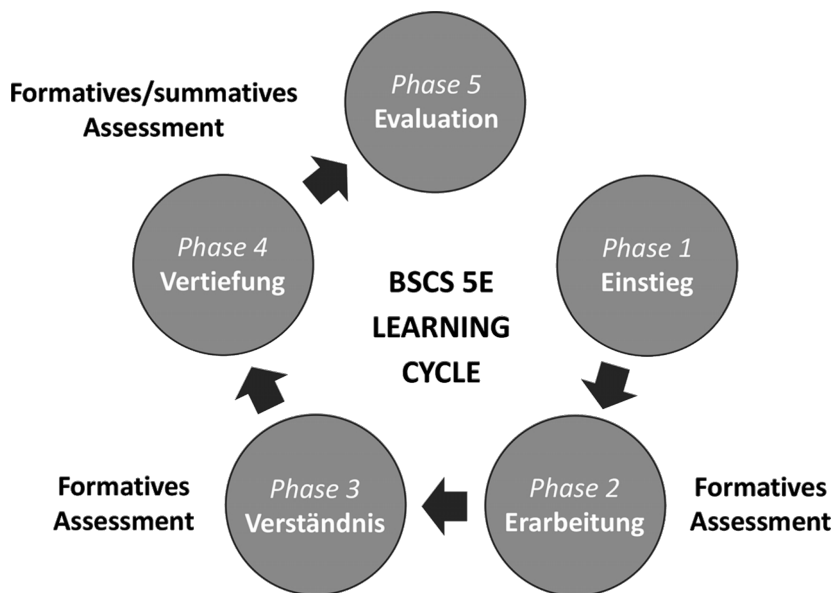 Phase 5
Evaluation
Formatives/summatives
Assessment
Phase 4
Vertiefung
Phase 1
Einstieg
BSCS 5E
LEARNING
CYCLE
Phase 3
Verständnis
Phase 2
Erarbeitung
Formatives
Assessment
Formatives
Assessment